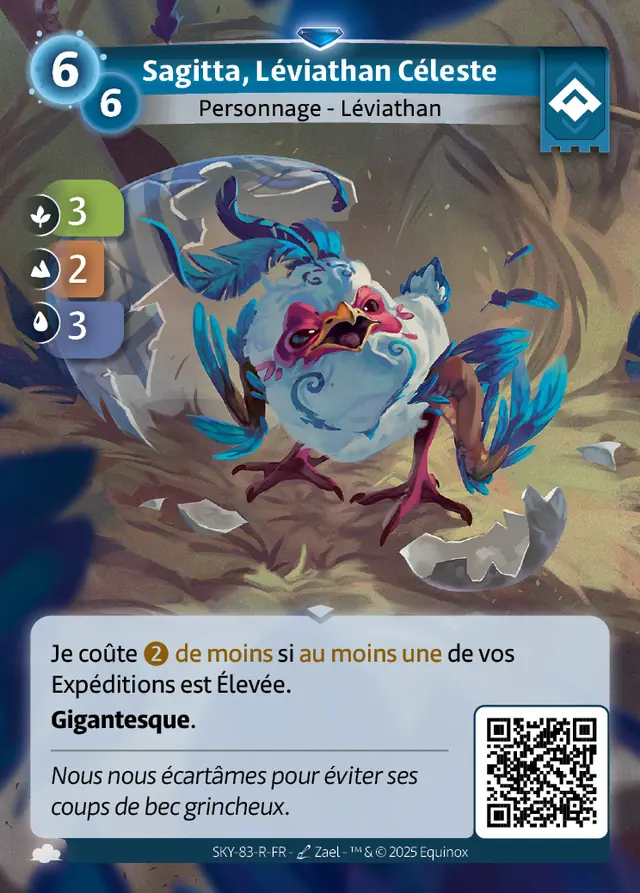 6
6
Sagitta, Léviathan Céleste
Personnage - Léviathan
3
2
3
Je coûte 2 de moins si au moins une de vos
Expéditions est Élevée.
Gigantesque.
Nous nous écartâmes pour éviter ses
coups de bec grincheux.
SKY-83-R-FR - Zael - ™ & © 2025 Equinox